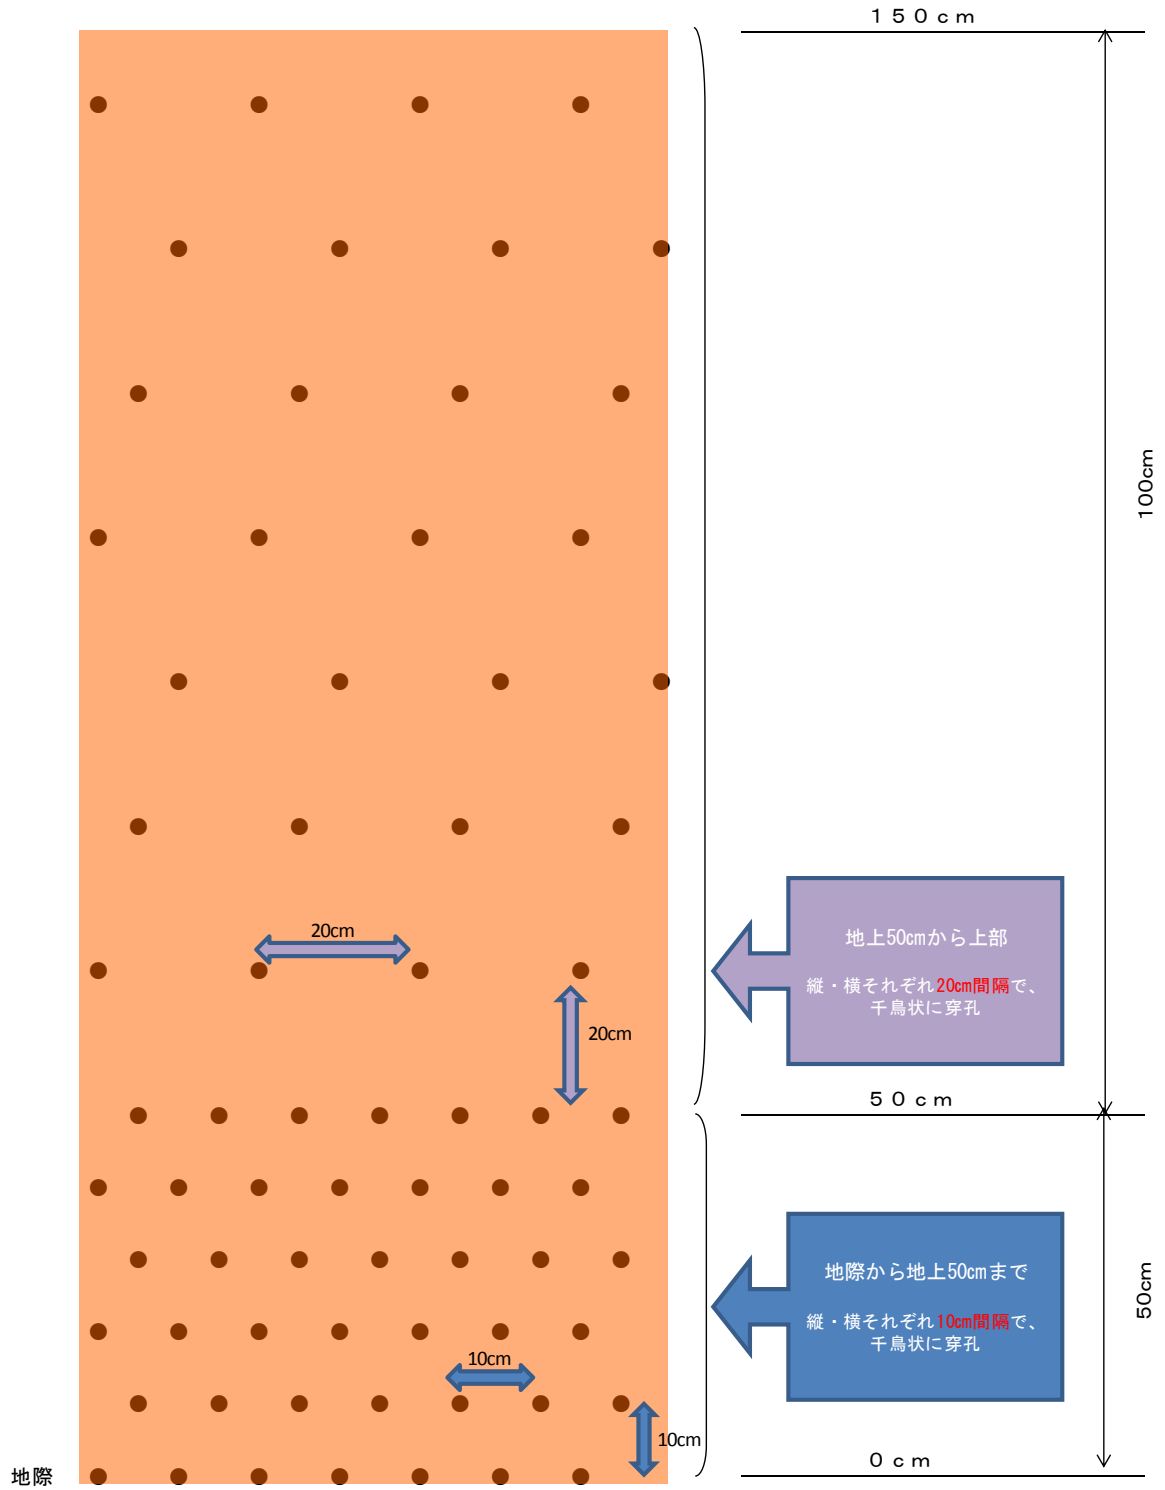 １５０ｃｍ
100cm
20cm
地上50cmから上部
縦・横それぞれ20cm間隔で、
千鳥状に穿孔
20cm
５０ｃｍ
地際から地上50cmまで
縦・横それぞれ10cm間隔で、
千鳥状に穿孔
50cm
10cm
10cm
０ｃｍ
地際